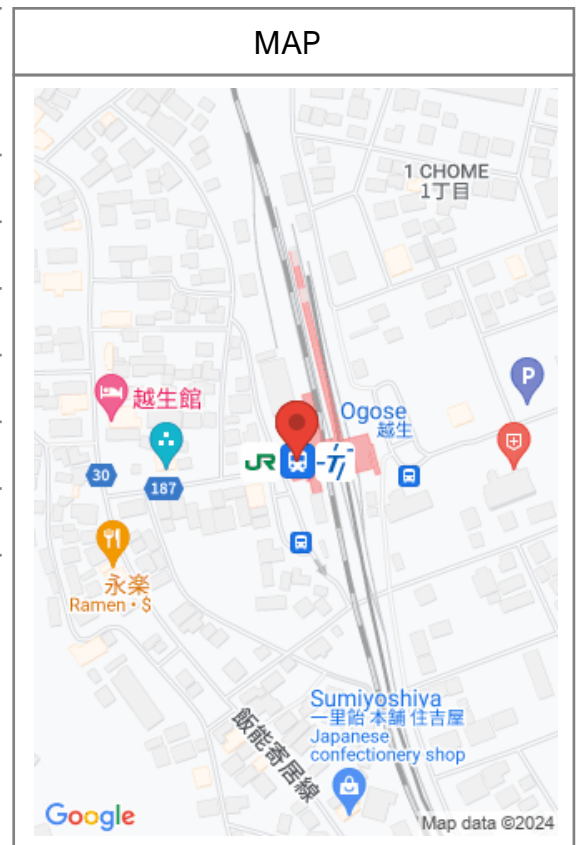 MAP
1 CHOME
1丁目
P
越生館
Ogose
越生
JR
30
187
永楽
Ramen • $
飯能寄居線
Sumiyoshiya
一里飴 本舗 住吉屋
Japanese
confectionery shop
Google
Map data ©2024